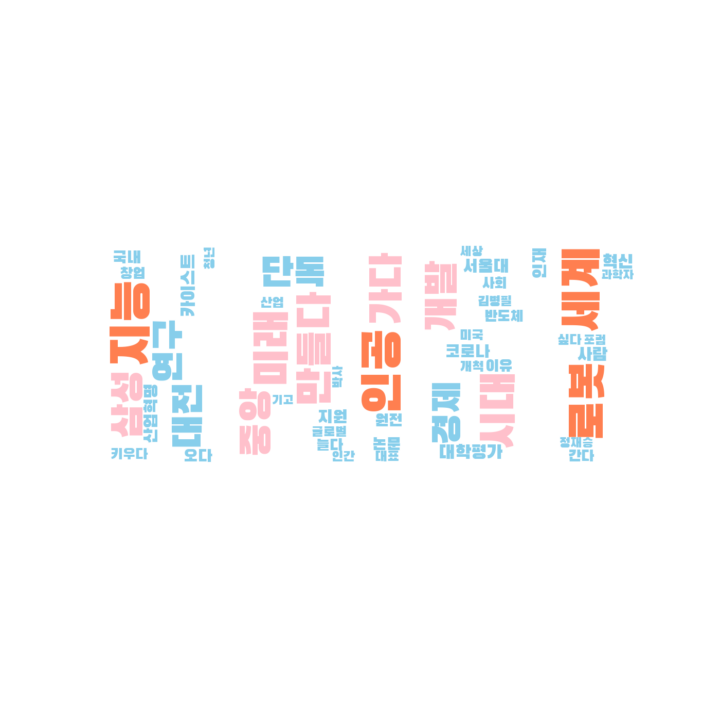 국내
창업
지능
카이스트
청년
연구
삼성
산업혁명
대전
키우다
오다
단독
산업
미래
만들다
박사
중앙
기고
지원
글로벌
늘다
인간
가다
인공
원전
논문
대표
개발
세상
서울대
사회
김명철
반도체
미국
코로나
개척
이유
경제
시대
대학평가
인재
세계
혁신
과학자
싶다
포럼
사람
로봇
정재승
간다